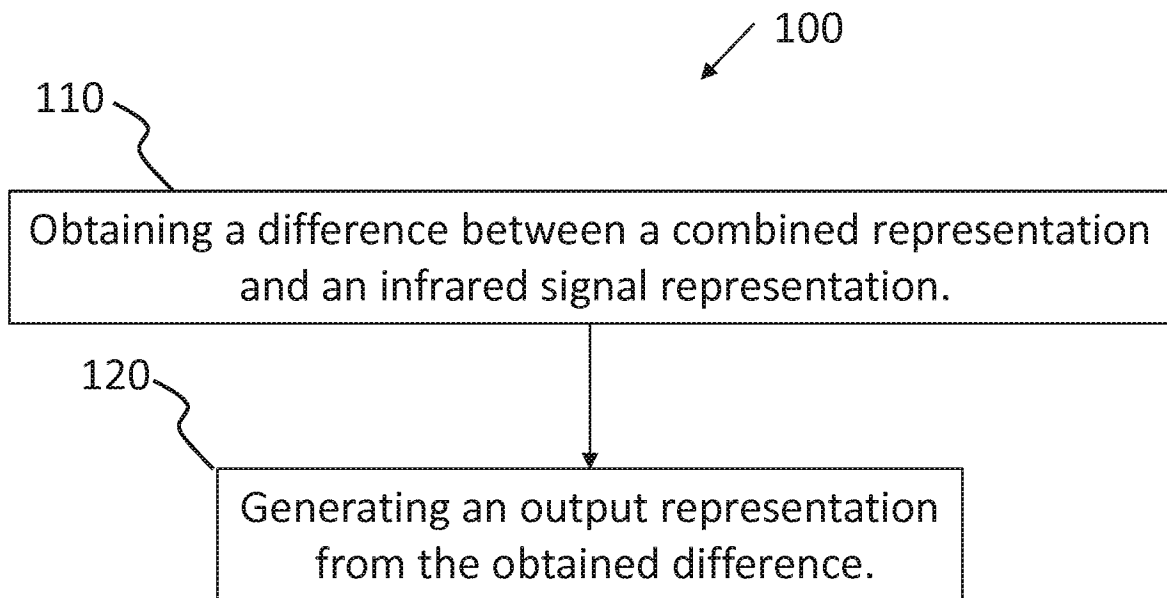 100
110
Obtaining a difference between a combined representation
and an infrared signal representation.
120
Generating an output representation
from the obtained difference.